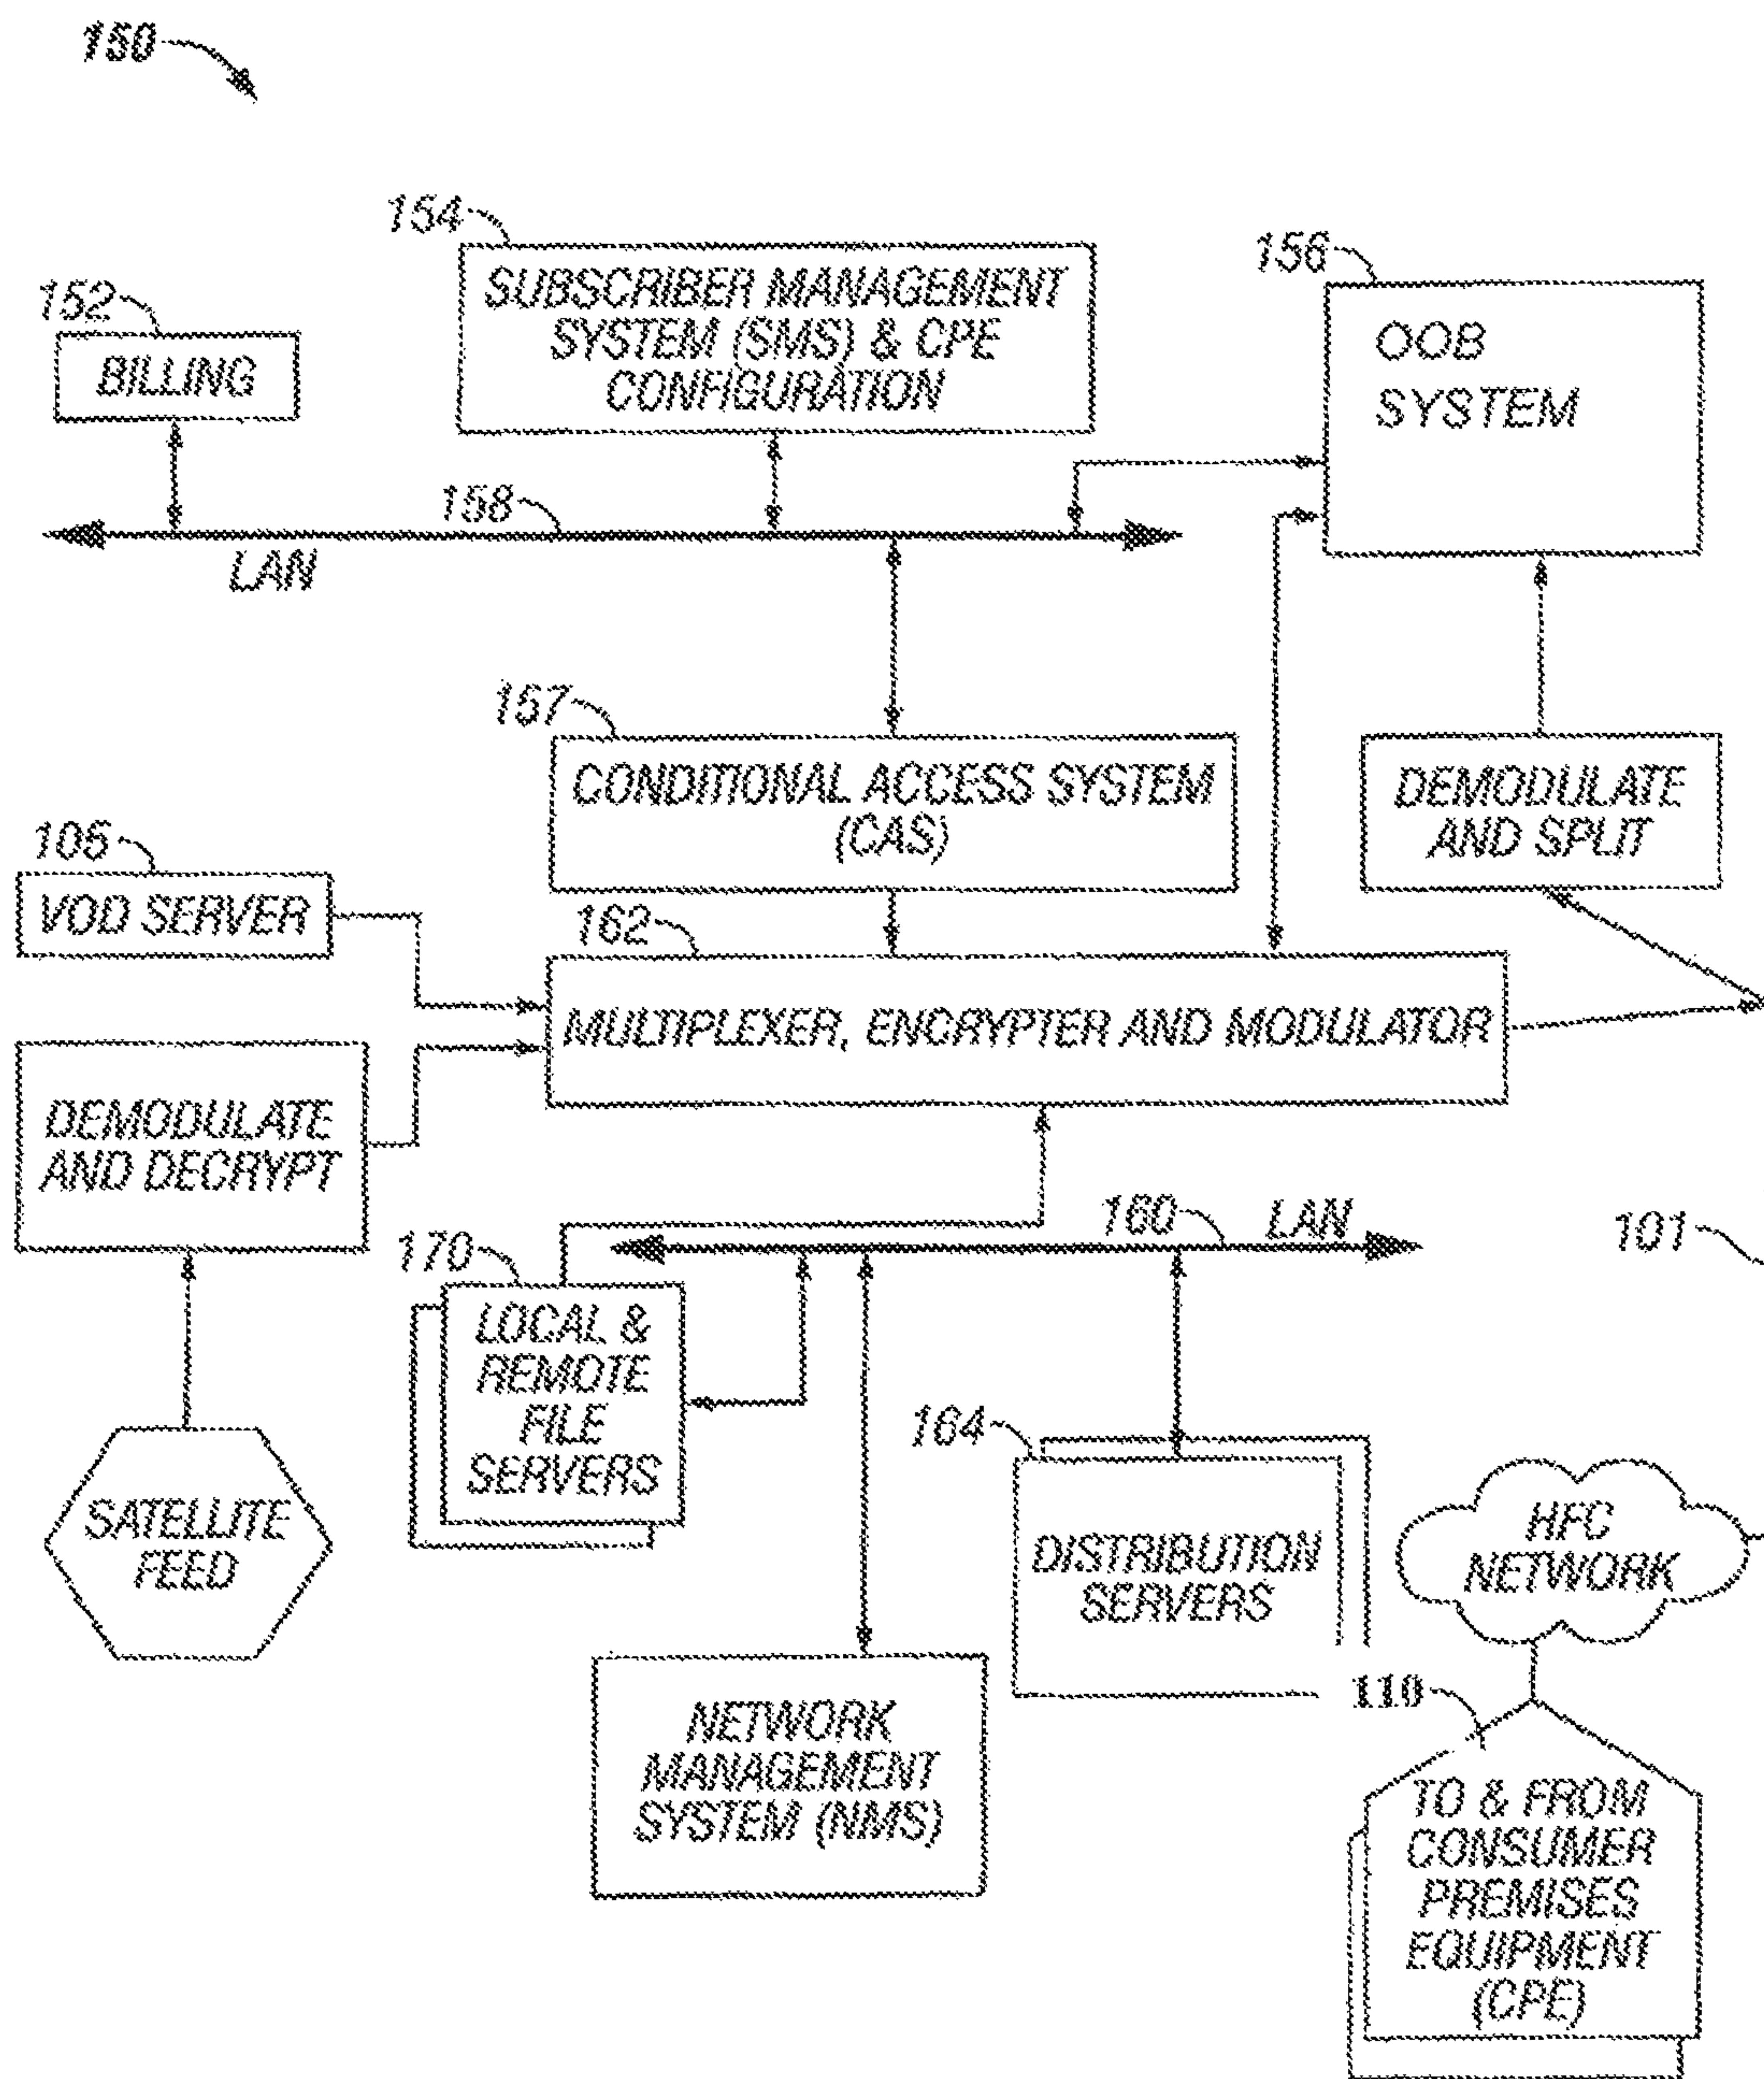 150
154
SUBSCRIBER MANAGEMENT
SYSTEM (SMS) & CPE
CONFIGURATION
156
OOB
SYSTEM
152
BILLING
158
LAN
157
CONDITIONAL ACCESS SYSTEM
(CAS)
DEMODULATE
AND SPLIT
105
VOD SERVER
162
MULTIPLEXER, ENCRYPTER AND MODULATOR
DEMODULATE
AND DECRYPT
160
LAN
101
170
LOCAL &
REMOTE
FILE
SERVERS
164
DISTRIBUTION
SERVERS
HFC
NETWORK
SATELLITE
FEED
110
NETWORK
MANAGEMENT
SYSTEM (NMS)
TO & FROM
CONSUMER
PREMISES
EQUIPMENT
(CPE)